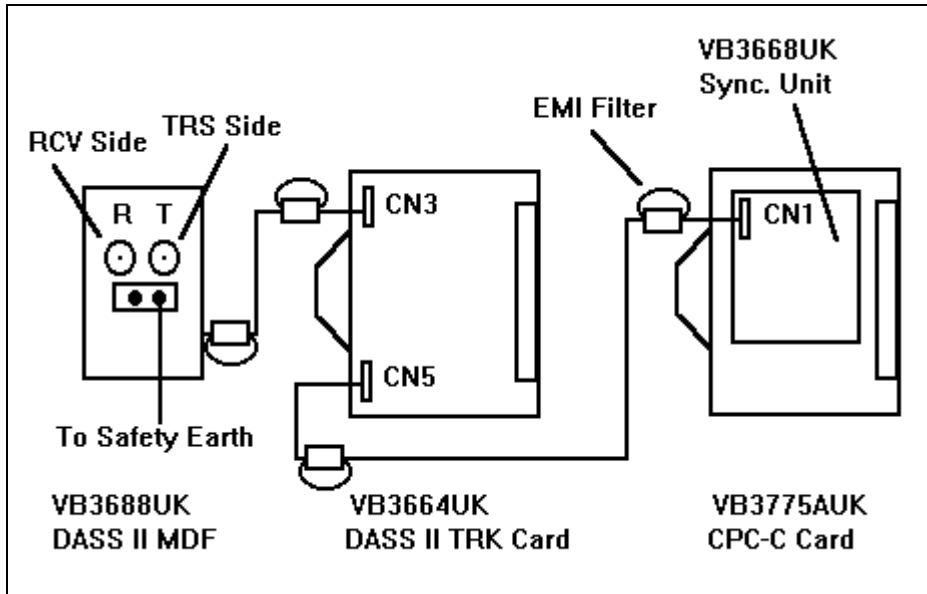 VB3668UK
Sync. Unit
EMI Filter
TRS Side
RCV Side
R T
CN3
CN1
CN5
To Safety Earth
VB3688UK
DASS II MDF
VB3664UK
DASS II TRK Card
VB3775AUK
CPC-C Card